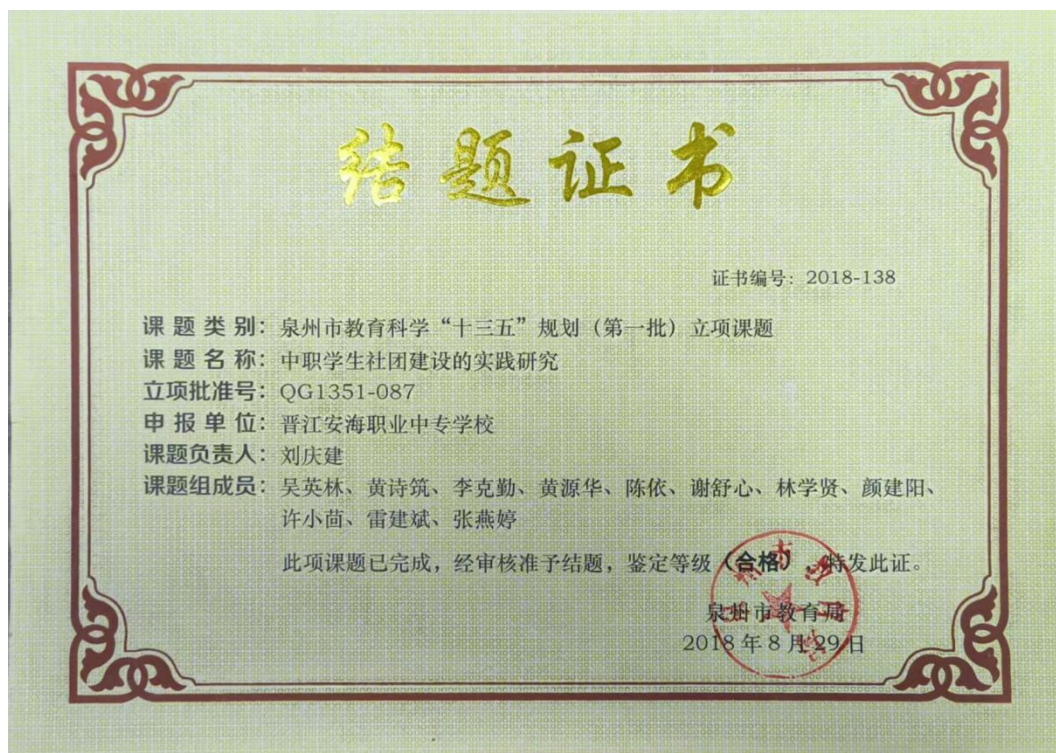 结题证书
证书编号：2018-138
课题类别：泉州市教育科学“十三五”规划（第一批）立项课题
课题名称：中职学生社团建设的实践研究
立项批准号：QG1351-087
申报单位：晋江安海职业中专学校
课题负责人：刘庆建
课题组成员：吴英林、黄诗筑、李克勤、黄源华、陈依、谢舒心、林学贤、颜建阳、
许小茴、雷建斌、张燕婷
此项课题已完成，经审核准予结题，鉴定等级（合格），特发此证。
泉州市教育局
2018年8月29日